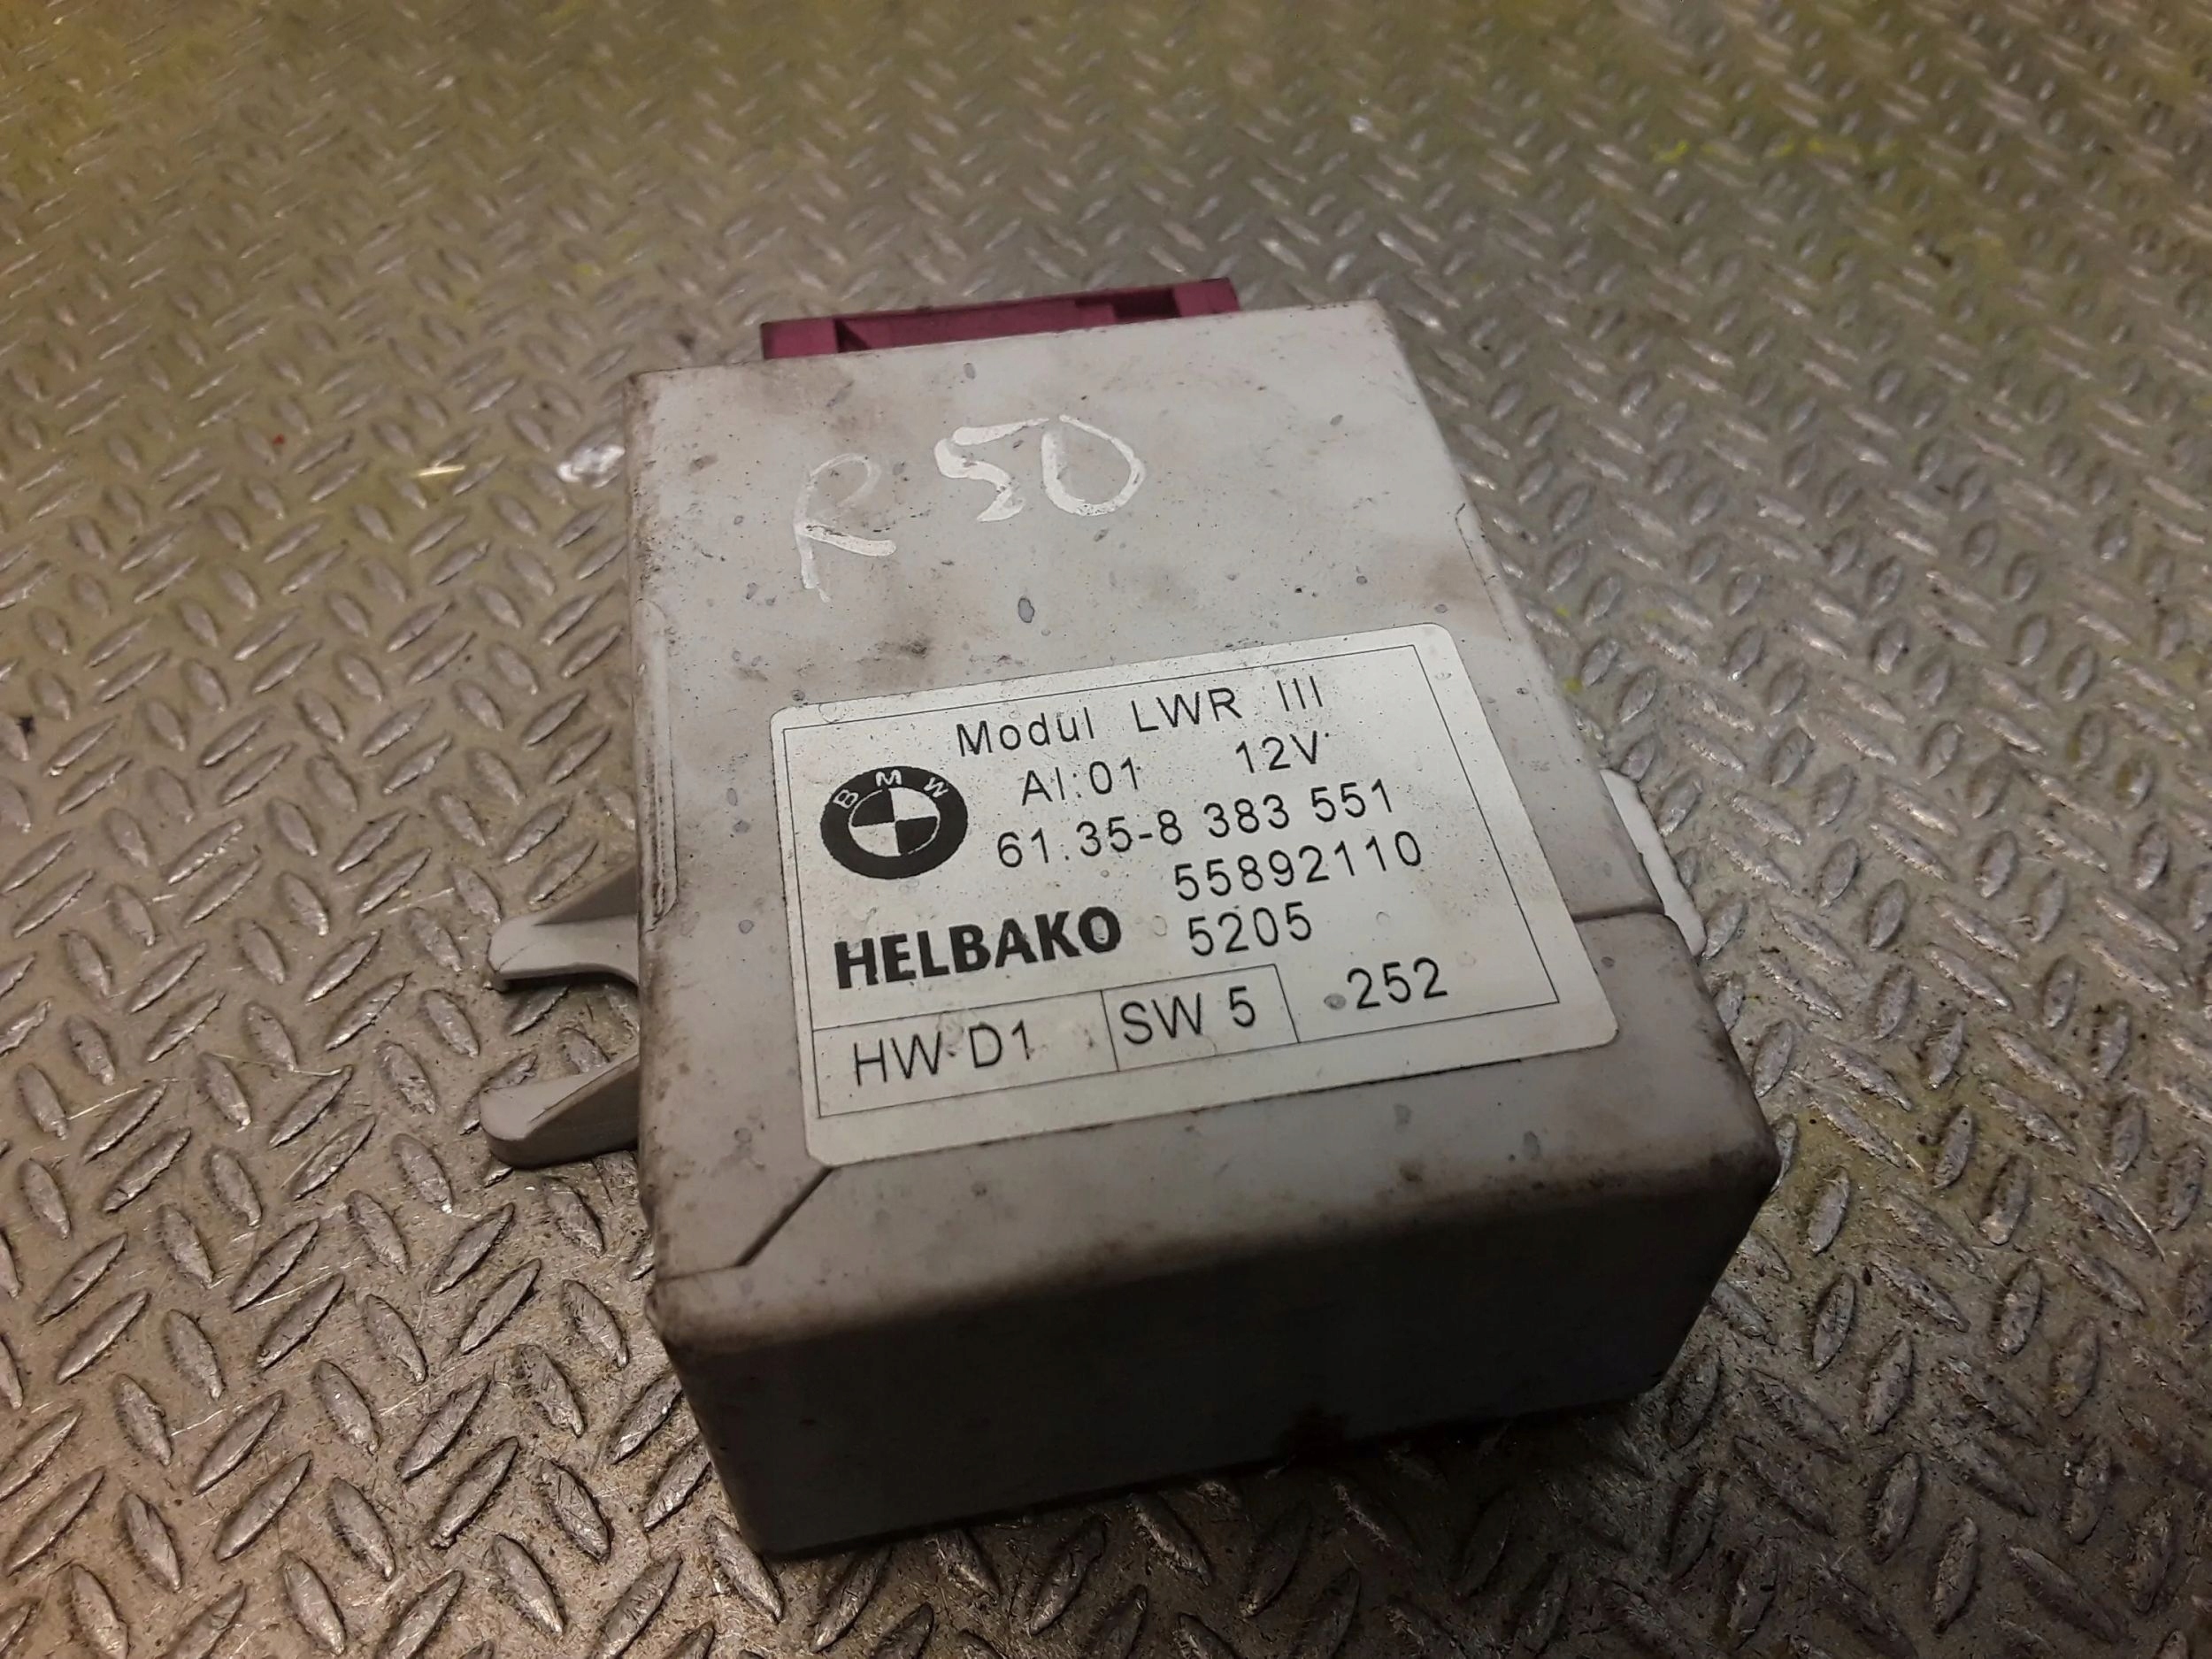 R 50
Modul LWR III
AI:01 12V
BMW
61.35-8 383 551
55892110
HELBAKO 5205
HW D1 SW 5 .252